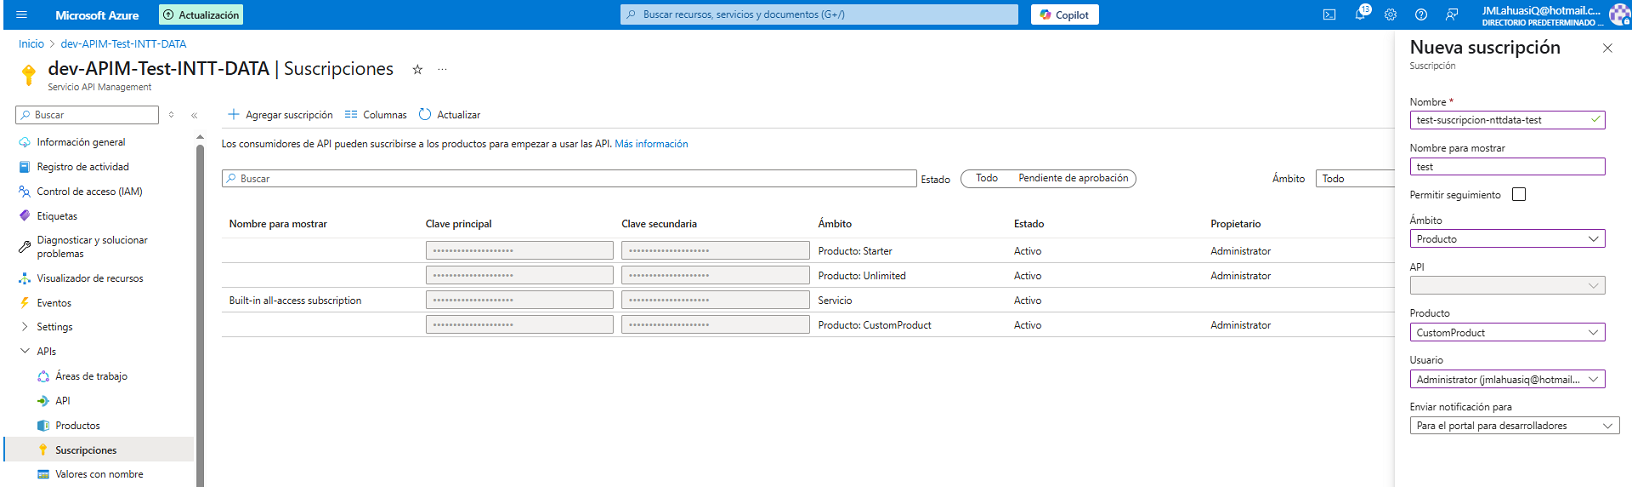 Microsoft Azure
Actualización
Buscar recursos, servicios y documentos (G+/)
Copilot
13
JMLahuasiQ@hotmail.c...
DIRECTORIO PREDETERMINADO ...
Inicio > dev-APIM-Test-INTT-DATA
dev-APIM-Test-INTT-DATA | Suscripciones
Servicio API Management
Buscar
Información general
Registro de actividad
Control de acceso (IAM)
Etiquetas
Diagnosticar y solucionar
problemas
Visualizador de recursos
Eventos
Settings
APIs
Áreas de trabajo
API
Productos
Suscripciones
Valores con nombre
Agregar suscripción
Columnas
Actualizar
Los consumidores de API pueden suscribirse a los productos para empezar a usar las API. Más información
Buscar
Estado
Todo
Pendiente de aprobación
Ámbito
Todo
Nombre para mostrar Clave principal Clave secundaria Ámbito Estado Propietario
Producto: Starter Activo Administrator
Producto: Unlimited Activo Administrator
Built-in all-access subscription Servicio Activo
Producto: CustomProduct Activo Administrator
Nueva suscripción
Suscripción
Nombre *
test-suscripcion-nttdata-test
Nombre para mostrar
test
Permitir seguimiento
Ámbito
Producto
API
Producto
CustomProduct
Usuario
Administrator (jmlahuasiq@hotmail...
Enviar notificación para
Para el portal para desarrolladores